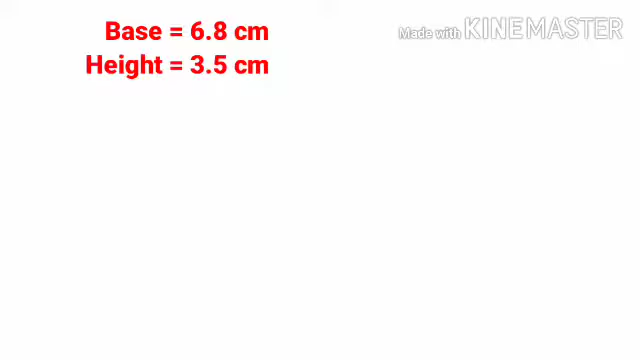 Base = 6.8 cm
Made with KINEMASTER
Height = 3.5 cm